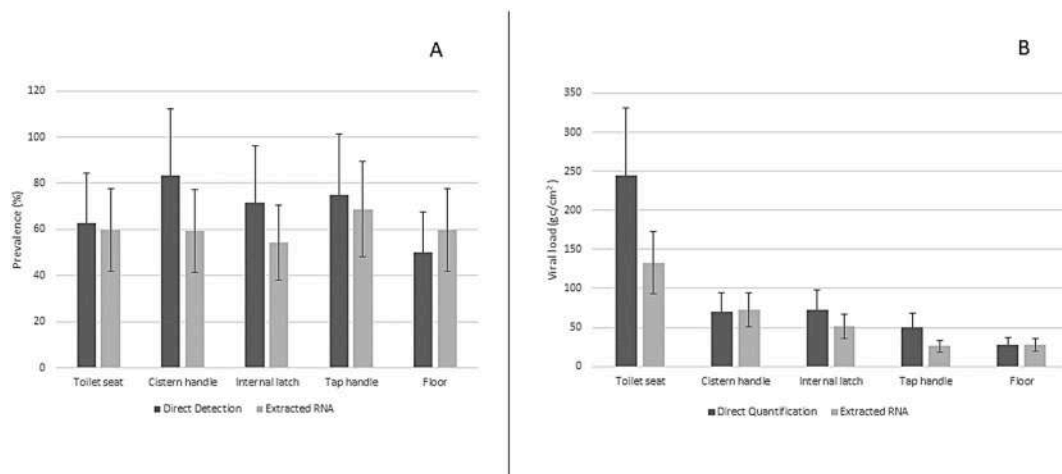 A
120
100
80
60
40
20
0
Prevalence (%)
Toilet seat Cistern handle Internal latch Tap handle Floor
■ Direct Detection ■ Extracted RNA
B
350
300
250
200
150
100
50
0
Viral load (gc/cm²)
Toilet seat Cistern handle Internal latch Tap handle Floor
■ Direct Quantification ■ Extracted RNA